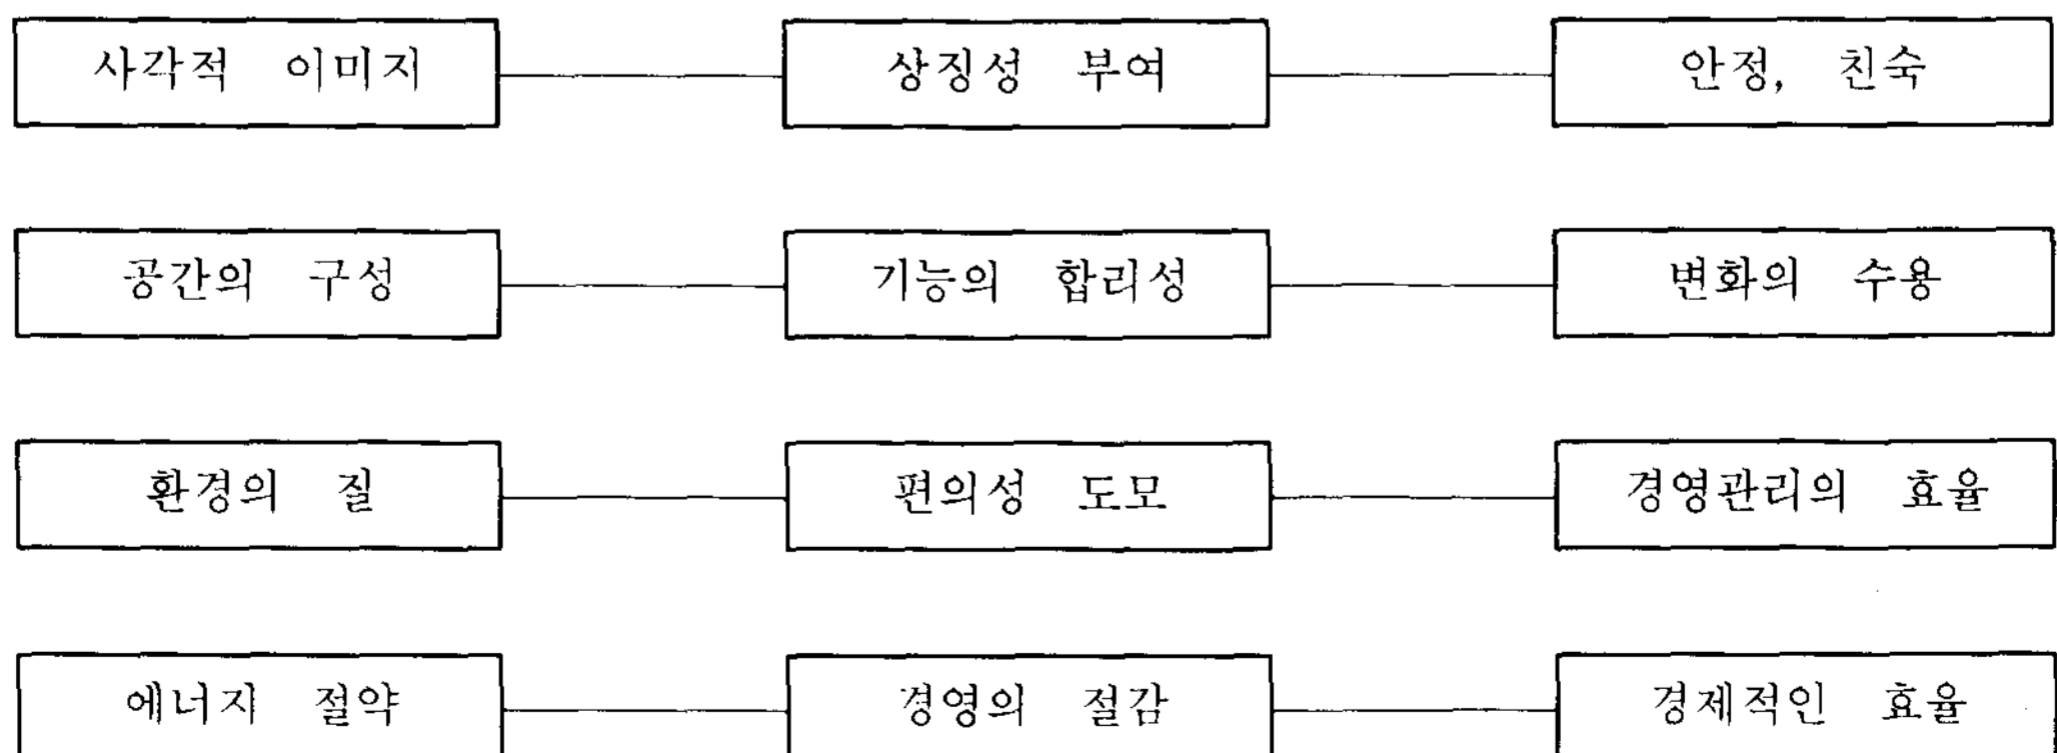 사각적 이미지 상징성 부여 안정, 친숙
공간의 구성 기능의 합리성 변화의 수용
환경의 질 편의성 도모 경영관리의 효율
에너지 절약 경영의 절감 경제적인 효율